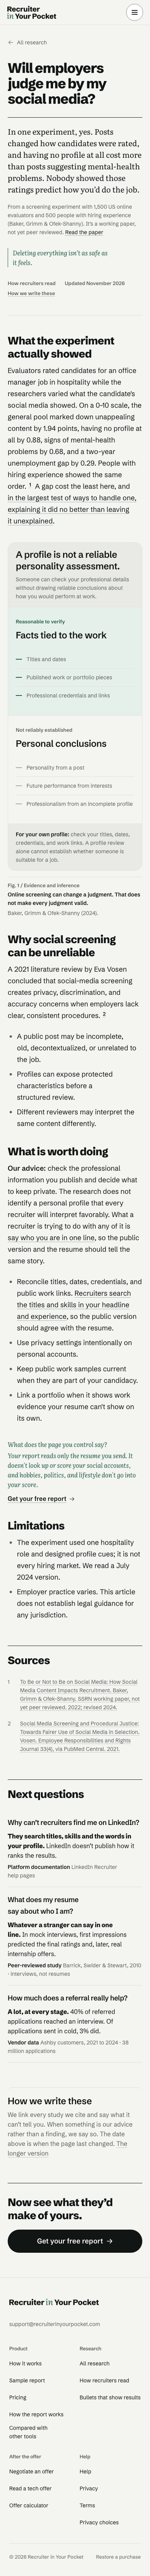 Recruiter
in Your Pocket
← All research
Will employers
judge me by my
social media?
In one experiment, yes. Posts
changed how candidates were rated,
and having no profile at all cost more
than posts suggesting mental-health
problems. Nobody showed those
ratings predict how you'd do the job.
From a screening experiment with 1,500 US online
evaluators and 500 people with hiring experience
(Baker, Grimm & Ofek-Shanny). It's a working paper,
not yet peer reviewed. Read the paper
Deleting everything isn't as safe as
it feels.
How recruiters read Updated November 2026
How we write these
What the experiment
actually showed
Evaluators rated candidates for an office
manager job in hospitality while the
researchers varied what the candidate's
social media showed. On a 0-10 scale, the
general pool marked down unappealing
content by 1.94 points, having no profile at
all by 0.88, signs of mental-health
problems by 0.68, and a two-year
unemployment gap by 0.29. People with
hiring experience showed the same
order. 1 A gap cost the least here, and
in the largest test of ways to handle one,
explaining it did no better than leaving
it unexplained.
A profile is not a reliable
personality assessment.
Someone can check your professional details
without drawing reliable conclusions about
how you would perform at work.
Reasonable to verify
Facts tied to the work
— Titles and dates
— Published work or portfolio pieces
— Professional credentials and links
Not reliably established
Personal conclusions
— Personality from a post
— Future performance from interests
— Professionalism from an incomplete profile
For your own profile: check your titles, dates,
credentials, and work links. A profile review
alone cannot establish whether someone is
suitable for a job.
Fig. 1 / Evidence and inference
Online screening can change a judgment. That does
not make every judgment valid.
Baker, Grimm & Ofek-Shanny (2024).
Why social screening
can be unreliable
A 2021 literature review by Eva Vosen
concluded that social-media screening
creates privacy, discrimination, and
accuracy concerns when employers lack
clear, consistent procedures. 2
• A public post may be incomplete,
old, decontextualized, or unrelated to
the job.
• Profiles can expose protected
characteristics before a
structured review.
• Different reviewers may interpret the
same content differently.
What is worth doing
Our advice: check the professional
information you publish and decide what
to keep private. The research does not
identify a personal profile that every
recruiter will interpret favorably. What a
recruiter is trying to do with any of it is
say who you are in one line, so the public
version and the resume should tell the
same story.
• Reconcile titles, dates, credentials, and
public work links. Recruiters search
the titles and skills in your headline
and experience, so the public version
should agree with the resume.
• Use privacy settings intentionally on
personal accounts.
• Keep public work samples current
when they are part of your candidacy.
• Link a portfolio when it shows work
evidence your resume can't show on
its own.
What does the page you control say?
Your report reads only the resume you send. It
doesn't look up or score your social accounts,
and hobbies, politics, and lifestyle don't go into
your score.
Get your free report →
Limitations
• The experiment used one hospitality
role and assigned profile cues; it is not
every hiring market. We read a July
2024 version.
• Employer practice varies. This article
does not establish legal guidance for
any jurisdiction.
Sources
1 To Be or Not to Be on Social Media: How Social
Media Content Impacts Recruitment. Baker,
Grimm & Ofek-Shanny. SSRN working paper, not
yet peer reviewed. 2022; revised 2024.
2 Social Media Screening and Procedural Justice:
Towards Fairer Use of Social Media in Selection.
Vosen. Employee Responsibilities and Rights
Journal 33(4), via PubMed Central. 2021.
Next questions
Why can't recruiters find me on LinkedIn?
They search titles, skills and the words in
your profile. LinkedIn doesn't publish how it
ranks the results.
Platform documentation LinkedIn Recruiter
help pages
What does my resume
say about who I am?
Whatever a stranger can say in one
line. In mock interviews, first impressions
predicted the final ratings and, later, real
internship offers.
Peer-reviewed study Barrick, Swider & Stewart, 2010
· Interviews, not resumes
How much does a referral really help?
A lot, at every stage. 40% of referred
applications reached an interview. Of
applications sent in cold, 3% did.
Vendor data Ashby customers, 2021 to 2024 · 38
million applications
How we write these
We link every study we cite and say what it
can't tell you. When something is our advice
rather than a finding, we say so. The date
above is when the page last changed. The
longer version
Now see what they'd
make of yours.
Get your free report →
Recruiter in Your Pocket
support@recruiterinyourpocket.com
Product
How it works
Sample report
Pricing
How the report works
Compared with
other tools
Research
All research
How recruiters read
Bullets that show results
After the offer
Negotiate an offer
Read a tech offer
Offer calculator
Help
Help
Privacy
Terms
Privacy choices
© 2026 Recruiter in Your Pocket
Restore a purchase